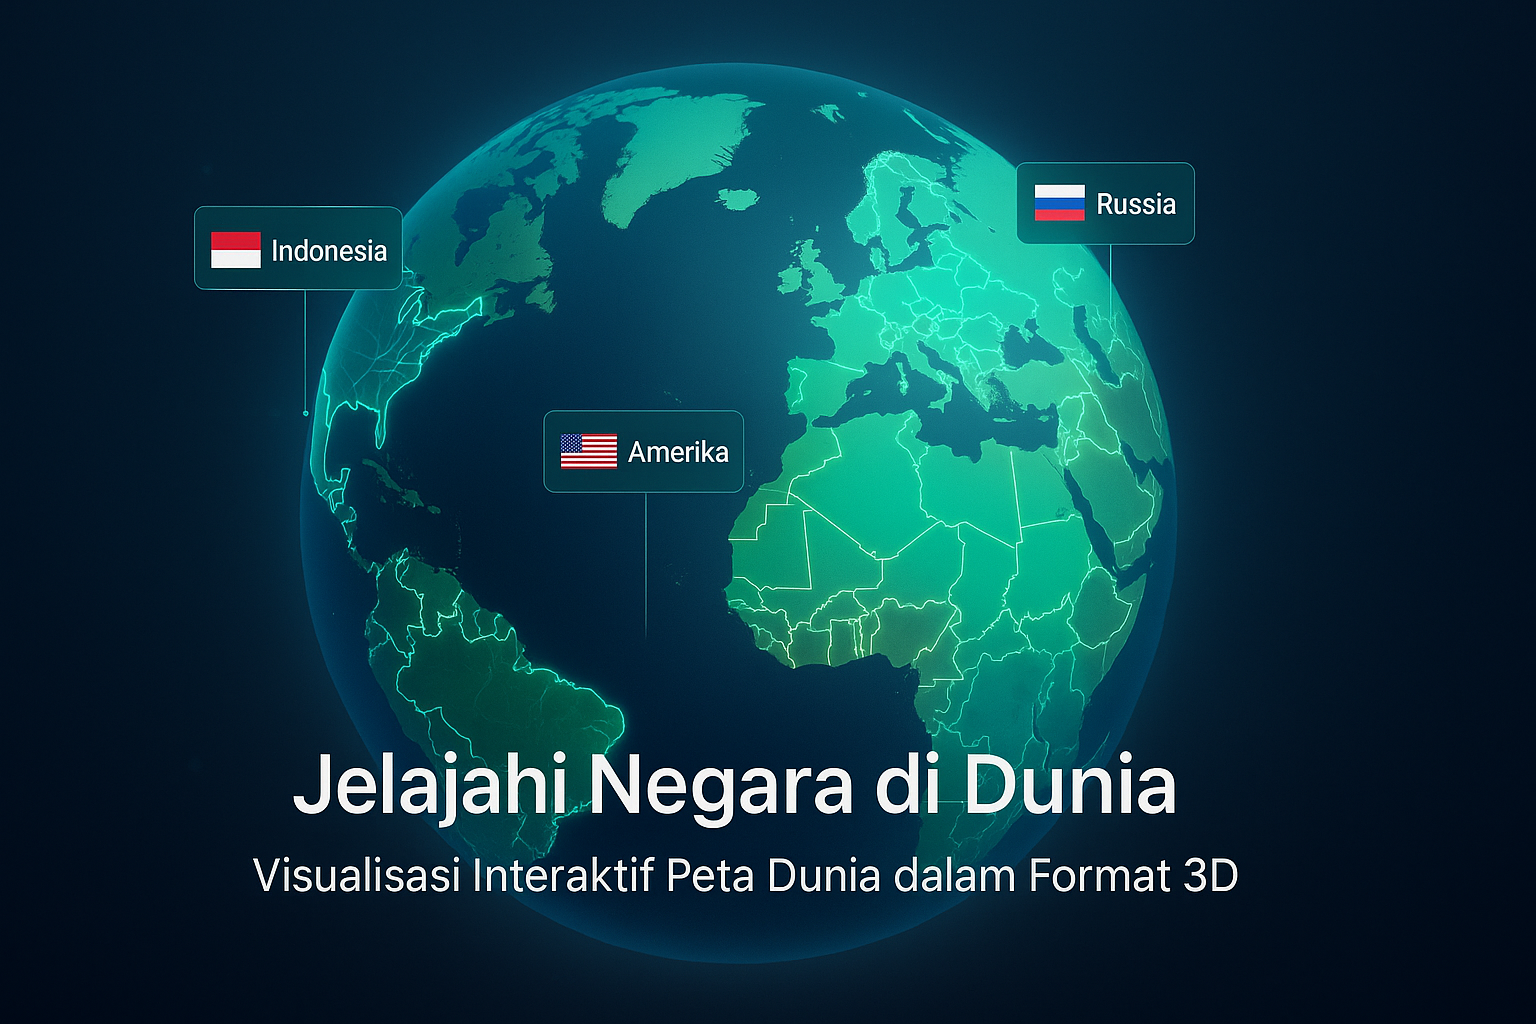 Indonesia
Russia
Amerika
Jelajahi Negara di Dunia
Visualisasi Interaktif Peta Dunia dalam Format 3D